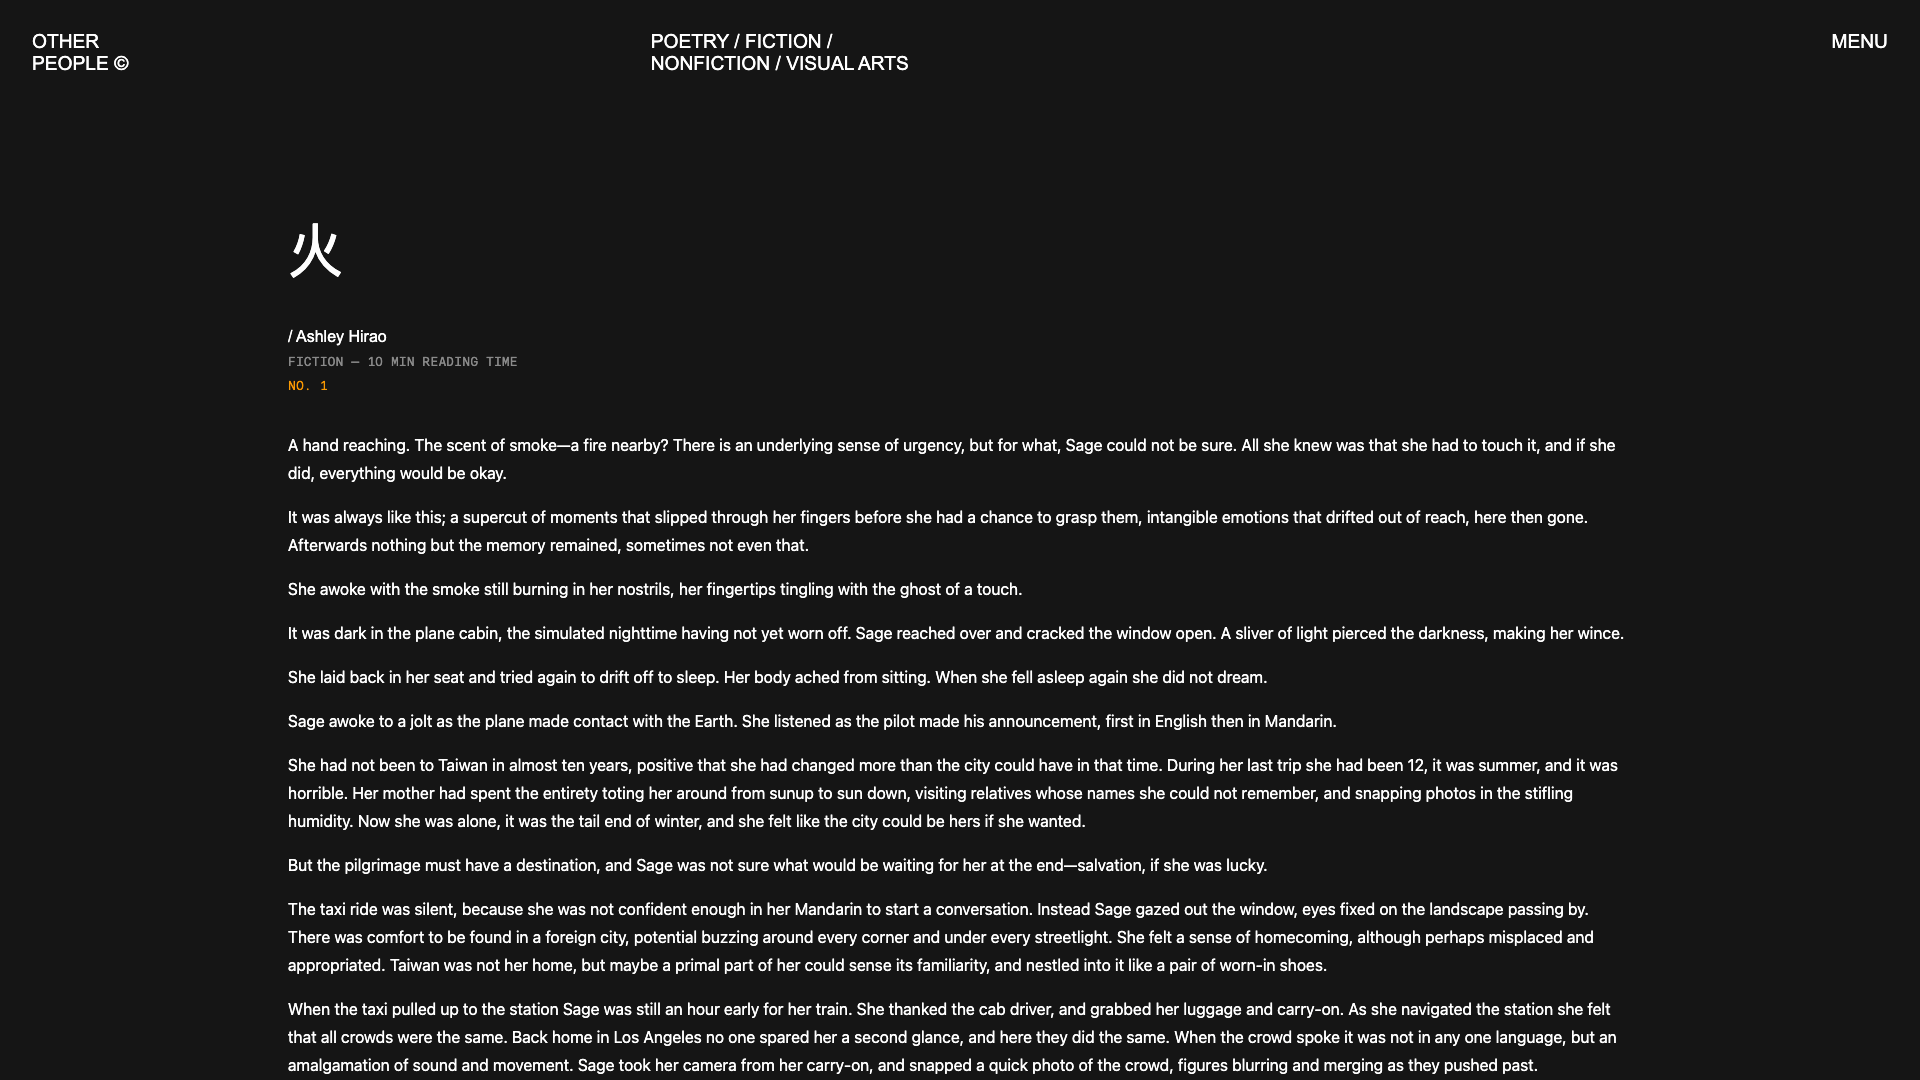 OTHER
PEOPLE ©
POETRY / FICTION /
NONFICTION / VISUAL ARTS
MENU
火
/ Ashley Hirao
FICTION — 10 MIN READING TIME
NO. 1
A hand reaching. The scent of smoke—a fire nearby? There is an underlying sense of urgency, but for what, Sage could not be sure. All she knew was that she had to touch it, and if she
did, everything would be okay.
It was always like this; a supercut of moments that slipped through her fingers before she had a chance to grasp them, intangible emotions that drifted out of reach, here then gone.
Afterwards nothing but the memory remained, sometimes not even that.
She awoke with the smoke still burning in her nostrils, her fingertips tingling with the ghost of a touch.
It was dark in the plane cabin, the simulated nighttime having not yet worn off. Sage reached over and cracked the window open. A sliver of light pierced the darkness, making her wince.
She laid back in her seat and tried again to drift off to sleep. Her body ached from sitting. When she fell asleep again she did not dream.
Sage awoke to a jolt as the plane made contact with the Earth. She listened as the pilot made his announcement, first in English then in Mandarin.
She had not been to Taiwan in almost ten years, positive that she had changed more than the city could have in that time. During her last trip she had been 12, it was summer, and it was
horrible. Her mother had spent the entirety toting her around from sunup to sun down, visiting relatives whose names she could not remember, and snapping photos in the stifling
humidity. Now she was alone, it was the tail end of winter, and she felt like the city could be hers if she wanted.
But the pilgrimage must have a destination, and Sage was not sure what would be waiting for her at the end—salvation, if she was lucky.
The taxi ride was silent, because she was not confident enough in her Mandarin to start a conversation. Instead Sage gazed out the window, eyes fixed on the landscape passing by.
There was comfort to be found in a foreign city, potential buzzing around every corner and under every streetlight. She felt a sense of homecoming, although perhaps misplaced and
appropriated. Taiwan was not her home, but maybe a primal part of her could sense its familiarity, and nestled into it like a pair of worn-in shoes.
When the taxi pulled up to the station Sage was still an hour early for her train. She thanked the cab driver, and grabbed her luggage and carry-on. As she navigated the station she felt
that all crowds were the same. Back home in Los Angeles no one spared her a second glance, and here they did the same. When the crowd spoke it was not in any one language, but an
amalgamation of sound and movement. Sage took her camera from her carry-on, and snapped a quick photo of the crowd, figures blurring and merging as they pushed past.